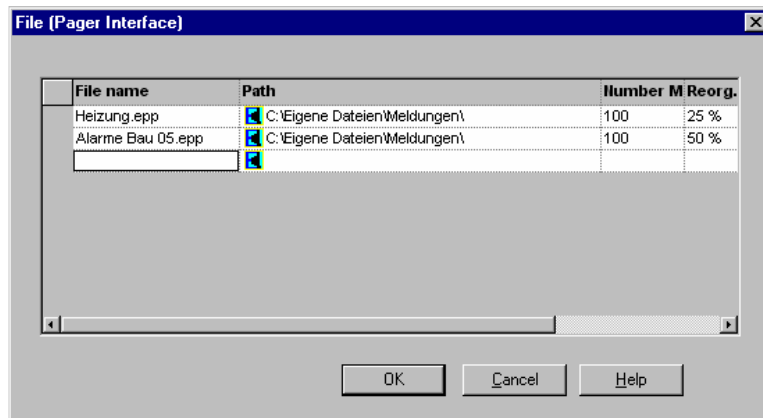 File (Pager Interface)
File name Path Number M Reorg.
Heizung.epp C:\Eigene Dateien\Meldungen\ 100 25 %
Alarme Bau 05.epp C:\Eigene Dateien\Meldungen\ 100 50 %
OK Cancel Help